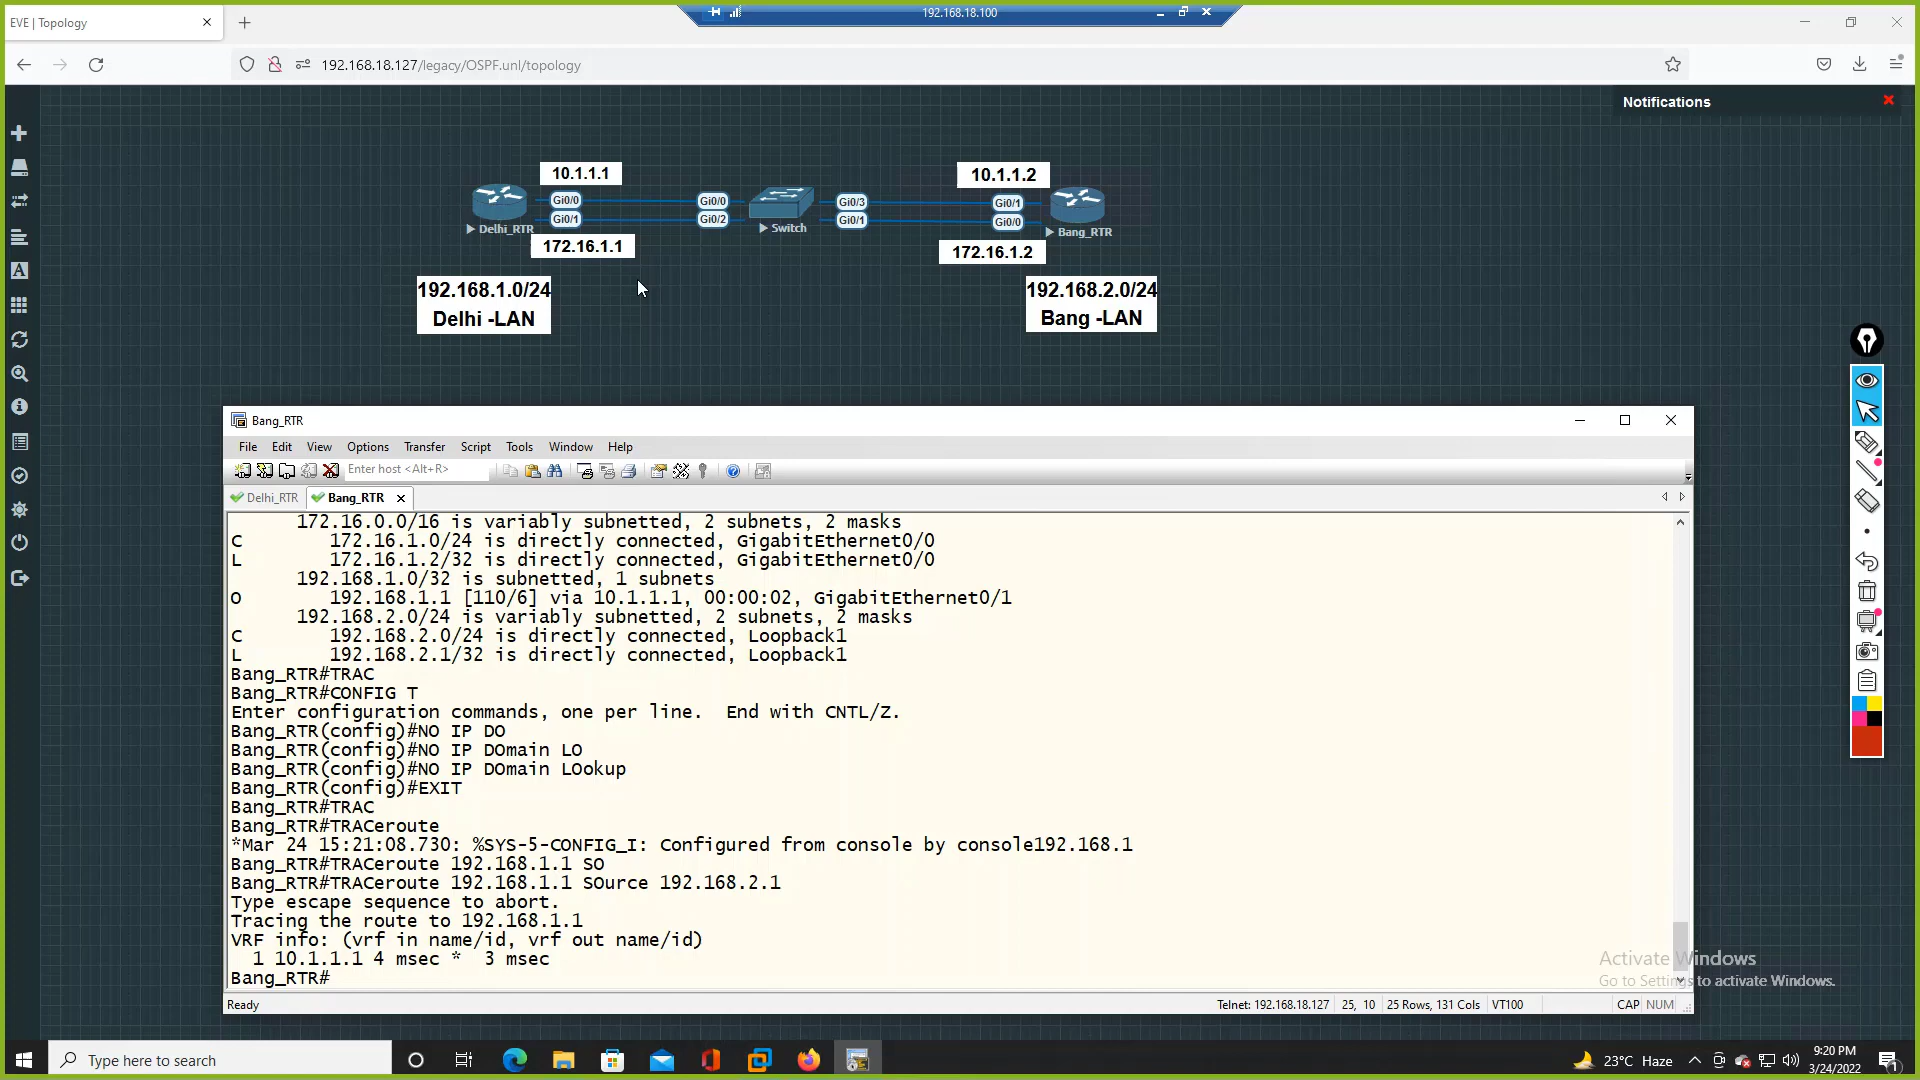 EVE | Topology
192.168.18.100
192.168.18.127/legacy/OSPF.unl/topology
Notifications
10.1.1.1
10.1.1.2
Gi0/0
Gi0/0
Gi0/3
Gi0/1
Gi0/1
Gi0/2
Gi0/1
Gi0/0
Delhi_RTR
Switch
Bang_RTR
172.16.1.1
172.16.1.2
192.168.1.0/24
Delhi -LAN
192.168.2.0/24
Bang -LAN
Bang_RTR
File Edit View Options Transfer Script Tools Window Help
Enter host <Alt+R>
Delhi_RTR
Bang_RTR
172.16.0.0/16 is variably subnetted, 2 subnets, 2 masks
C 172.16.1.0/24 is directly connected, GigabitEthernet0/0
L 172.16.1.2/32 is directly connected, GigabitEthernet0/0
192.168.1.0/32 is subnetted, 1 subnets
O 192.168.1.1 [110/6] via 10.1.1.1, 00:00:02, GigabitEthernet0/1
192.168.2.0/24 is variably subnetted, 2 subnets, 2 masks
C 192.168.2.0/24 is directly connected, Loopback1
L 192.168.2.1/32 is directly connected, Loopback1
Bang_RTR#TRAC
Bang_RTR#CONFIG T
Enter configuration commands, one per line. End with CNTL/Z.
Bang_RTR(config)#NO IP DO
Bang_RTR(config)#NO IP DOmain LO
Bang_RTR(config)#NO IP DOmain LOokup
Bang_RTR(config)#EXIT
Bang_RTR#TRAC
Bang_RTR#TRACeroute
*Mar 24 15:21:08.730: %SYS-5-CONFIG_I: Configured from console by console192.168.1
Bang_RTR#TRACeroute 192.168.1.1 SO
Bang_RTR#TRACeroute 192.168.1.1 SOurce 192.168.2.1
Type escape sequence to abort.
Tracing the route to 192.168.1.1
VRF info: (vrf in name/id, vrf out name/id)
1 10.1.1.1 4 msec * 3 msec
Bang_RTR#
Activate Windows
Go to Settings to activate Windows.
Ready
Telnet: 192.168.18.127 25, 10 25 Rows, 131 Cols VT100 CAP NUM
Type here to search
23°C Haze
9:20 PM
3/24/2022
1